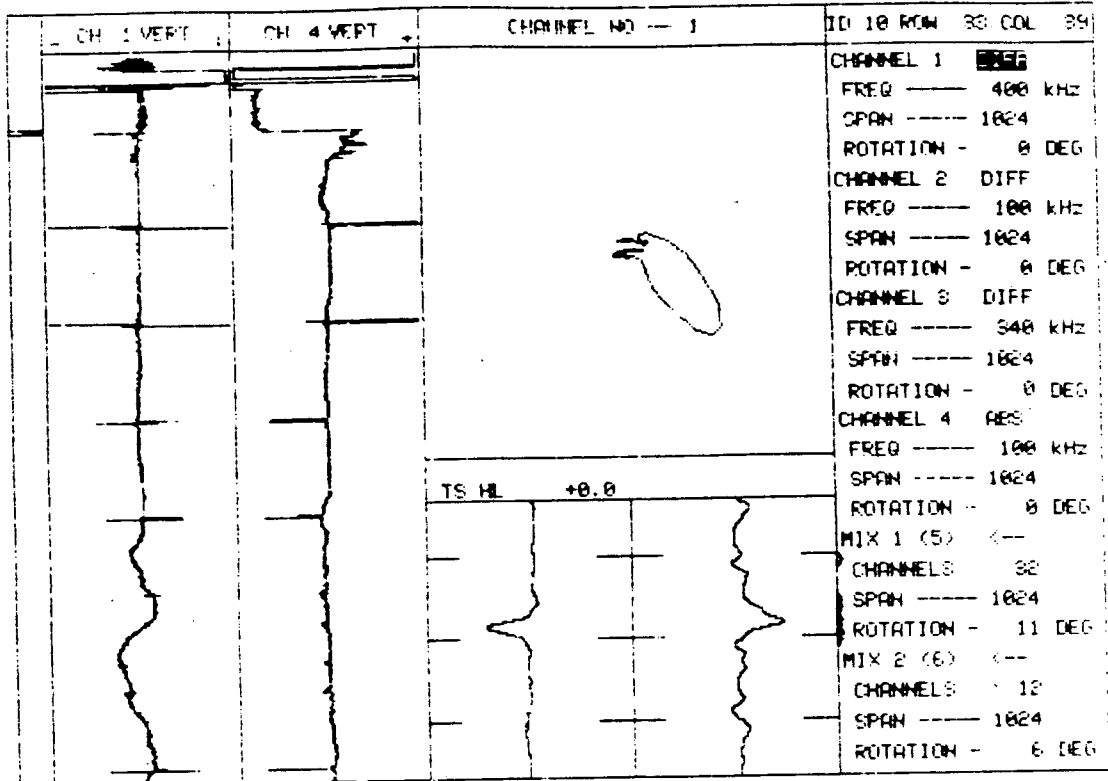 - CH 1 VERT
CH 4 VERT +
CHANNEL NO --- 1
ID 10 ROW 33 COL 39
CHANNEL 1 DIFF
FREQ ----- 400 kHz
SPAN ----- 1024
ROTATION - 0 DEG
CHANNEL 2 DIFF
FREQ ----- 100 kHz
SPAN ----- 1024
ROTATION - 0 DEG
CHANNEL 3 DIFF
FREQ ----- 340 kHz
SPAN ----- 1024
ROTATION - 0 DEG
CHANNEL 4 ABS
FREQ ----- 100 kHz
SPAN ----- 1024
ROTATION - 0 DEG
MIX 1 (5) <--
CHANNELS 32
SPAN ----- 1024
ROTATION - 11 DEG
MIX 2 (6) <--
CHANNELS 12
SPAN ----- 1024
ROTATION - 6 DEG
TS HL +0.0